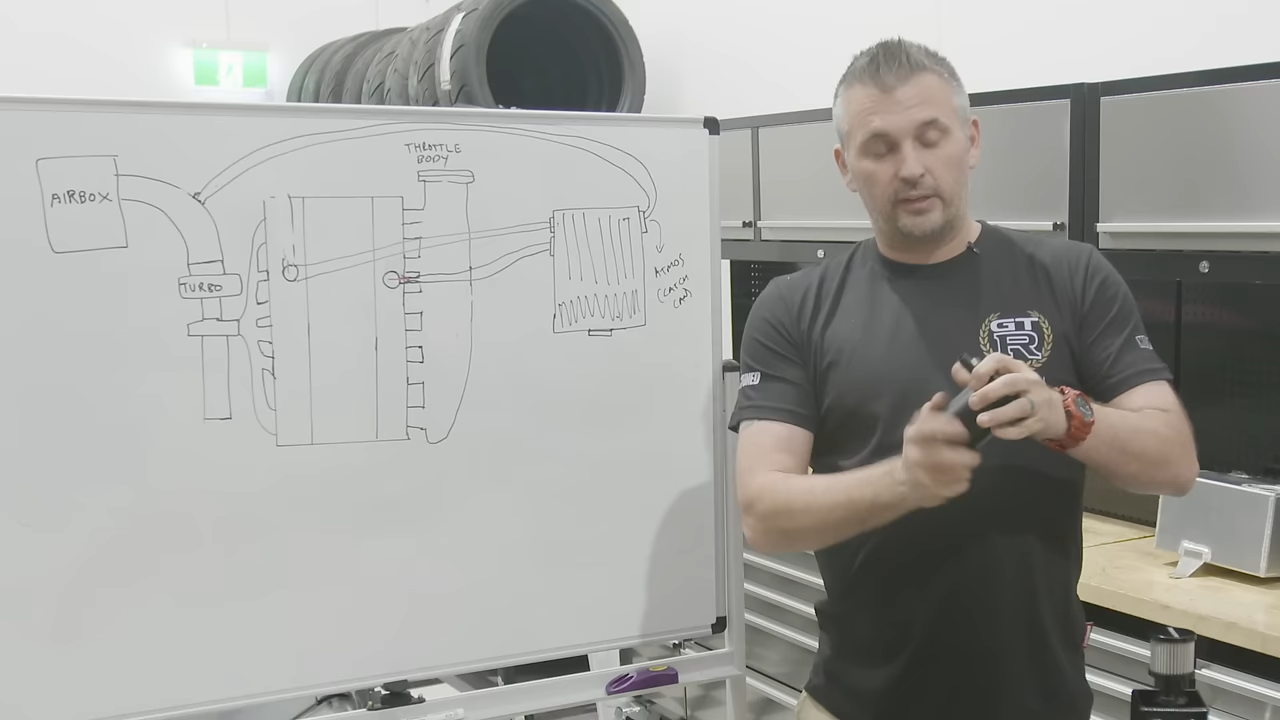 AIRBOX
TURBO
THROTTLE
BODY
ATMOS
(CATCH
CAN)
GT
R